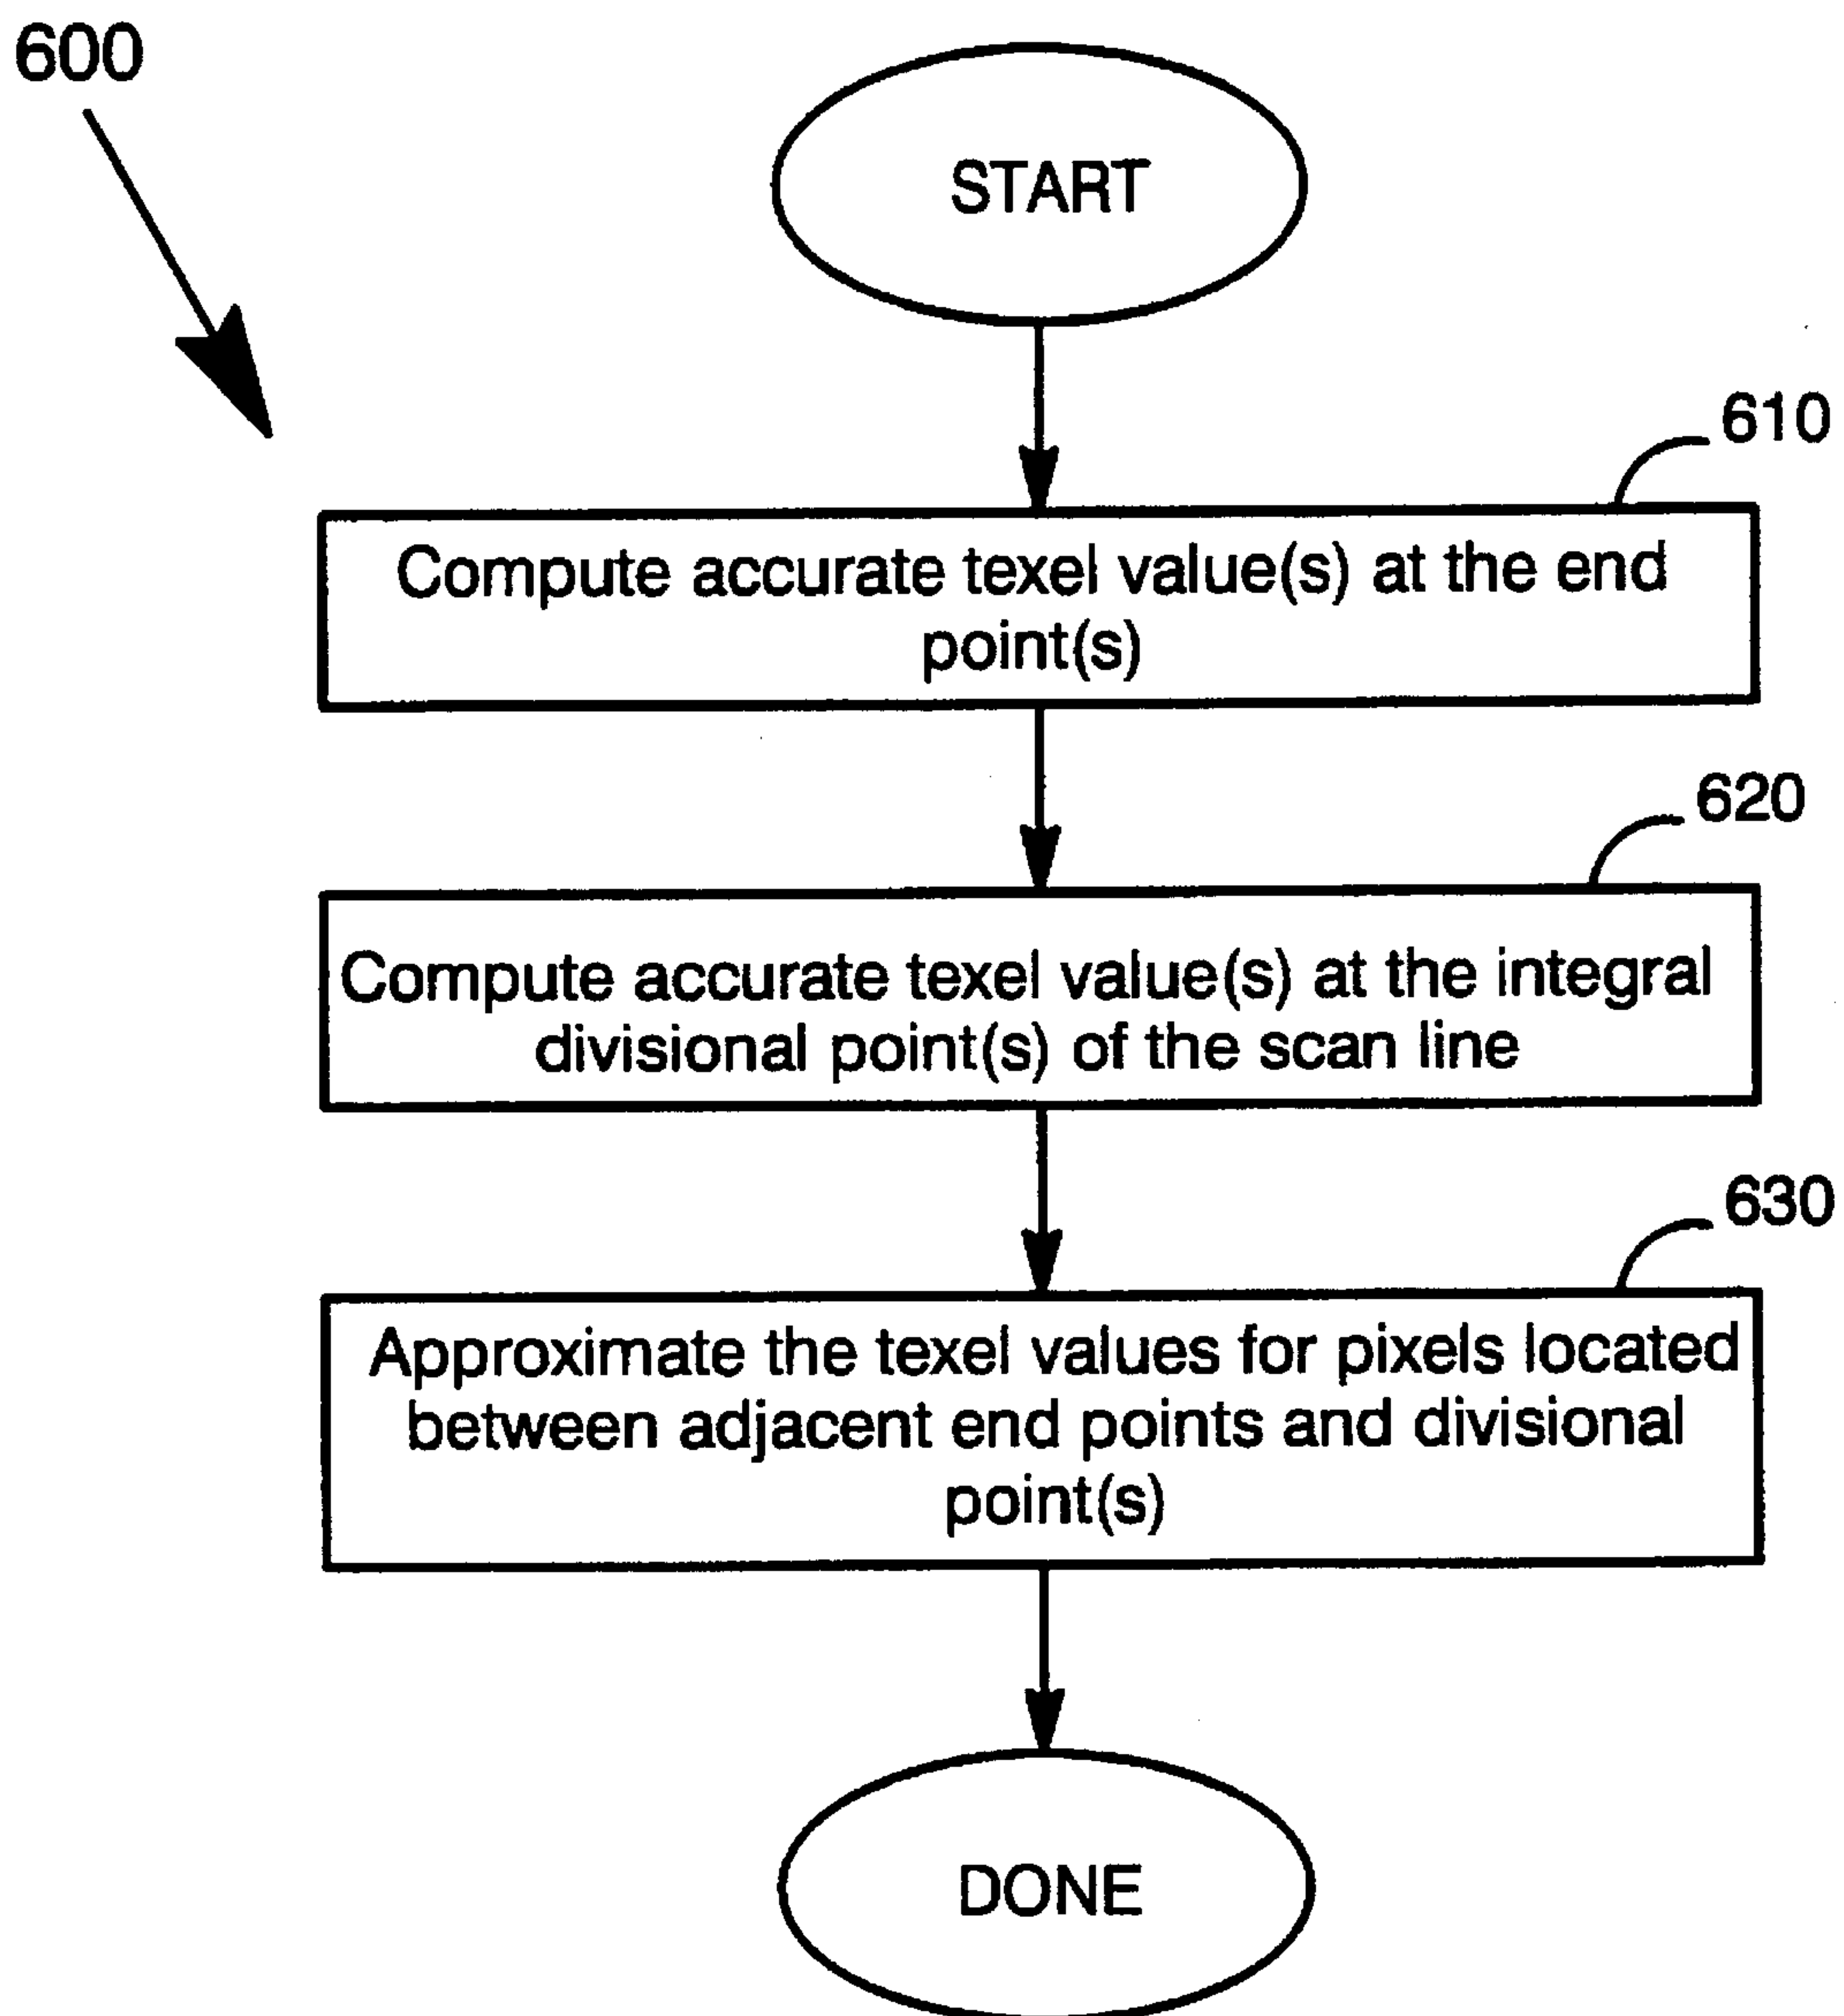 600
START
610
Compute accurate texel value(s) at the end
point(s)
620
Compute accurate texel value(s) at the integral
divisional point(s) of the scan line
630
Approximate the texel values for pixels located
between adjacent end points and divisional
point(s)
DONE